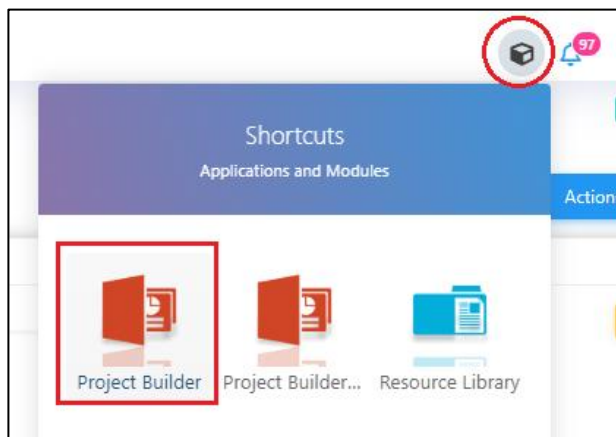 97
Shortcuts
Applications and Modules
Action
Project Builder Project Builder... Resource Library